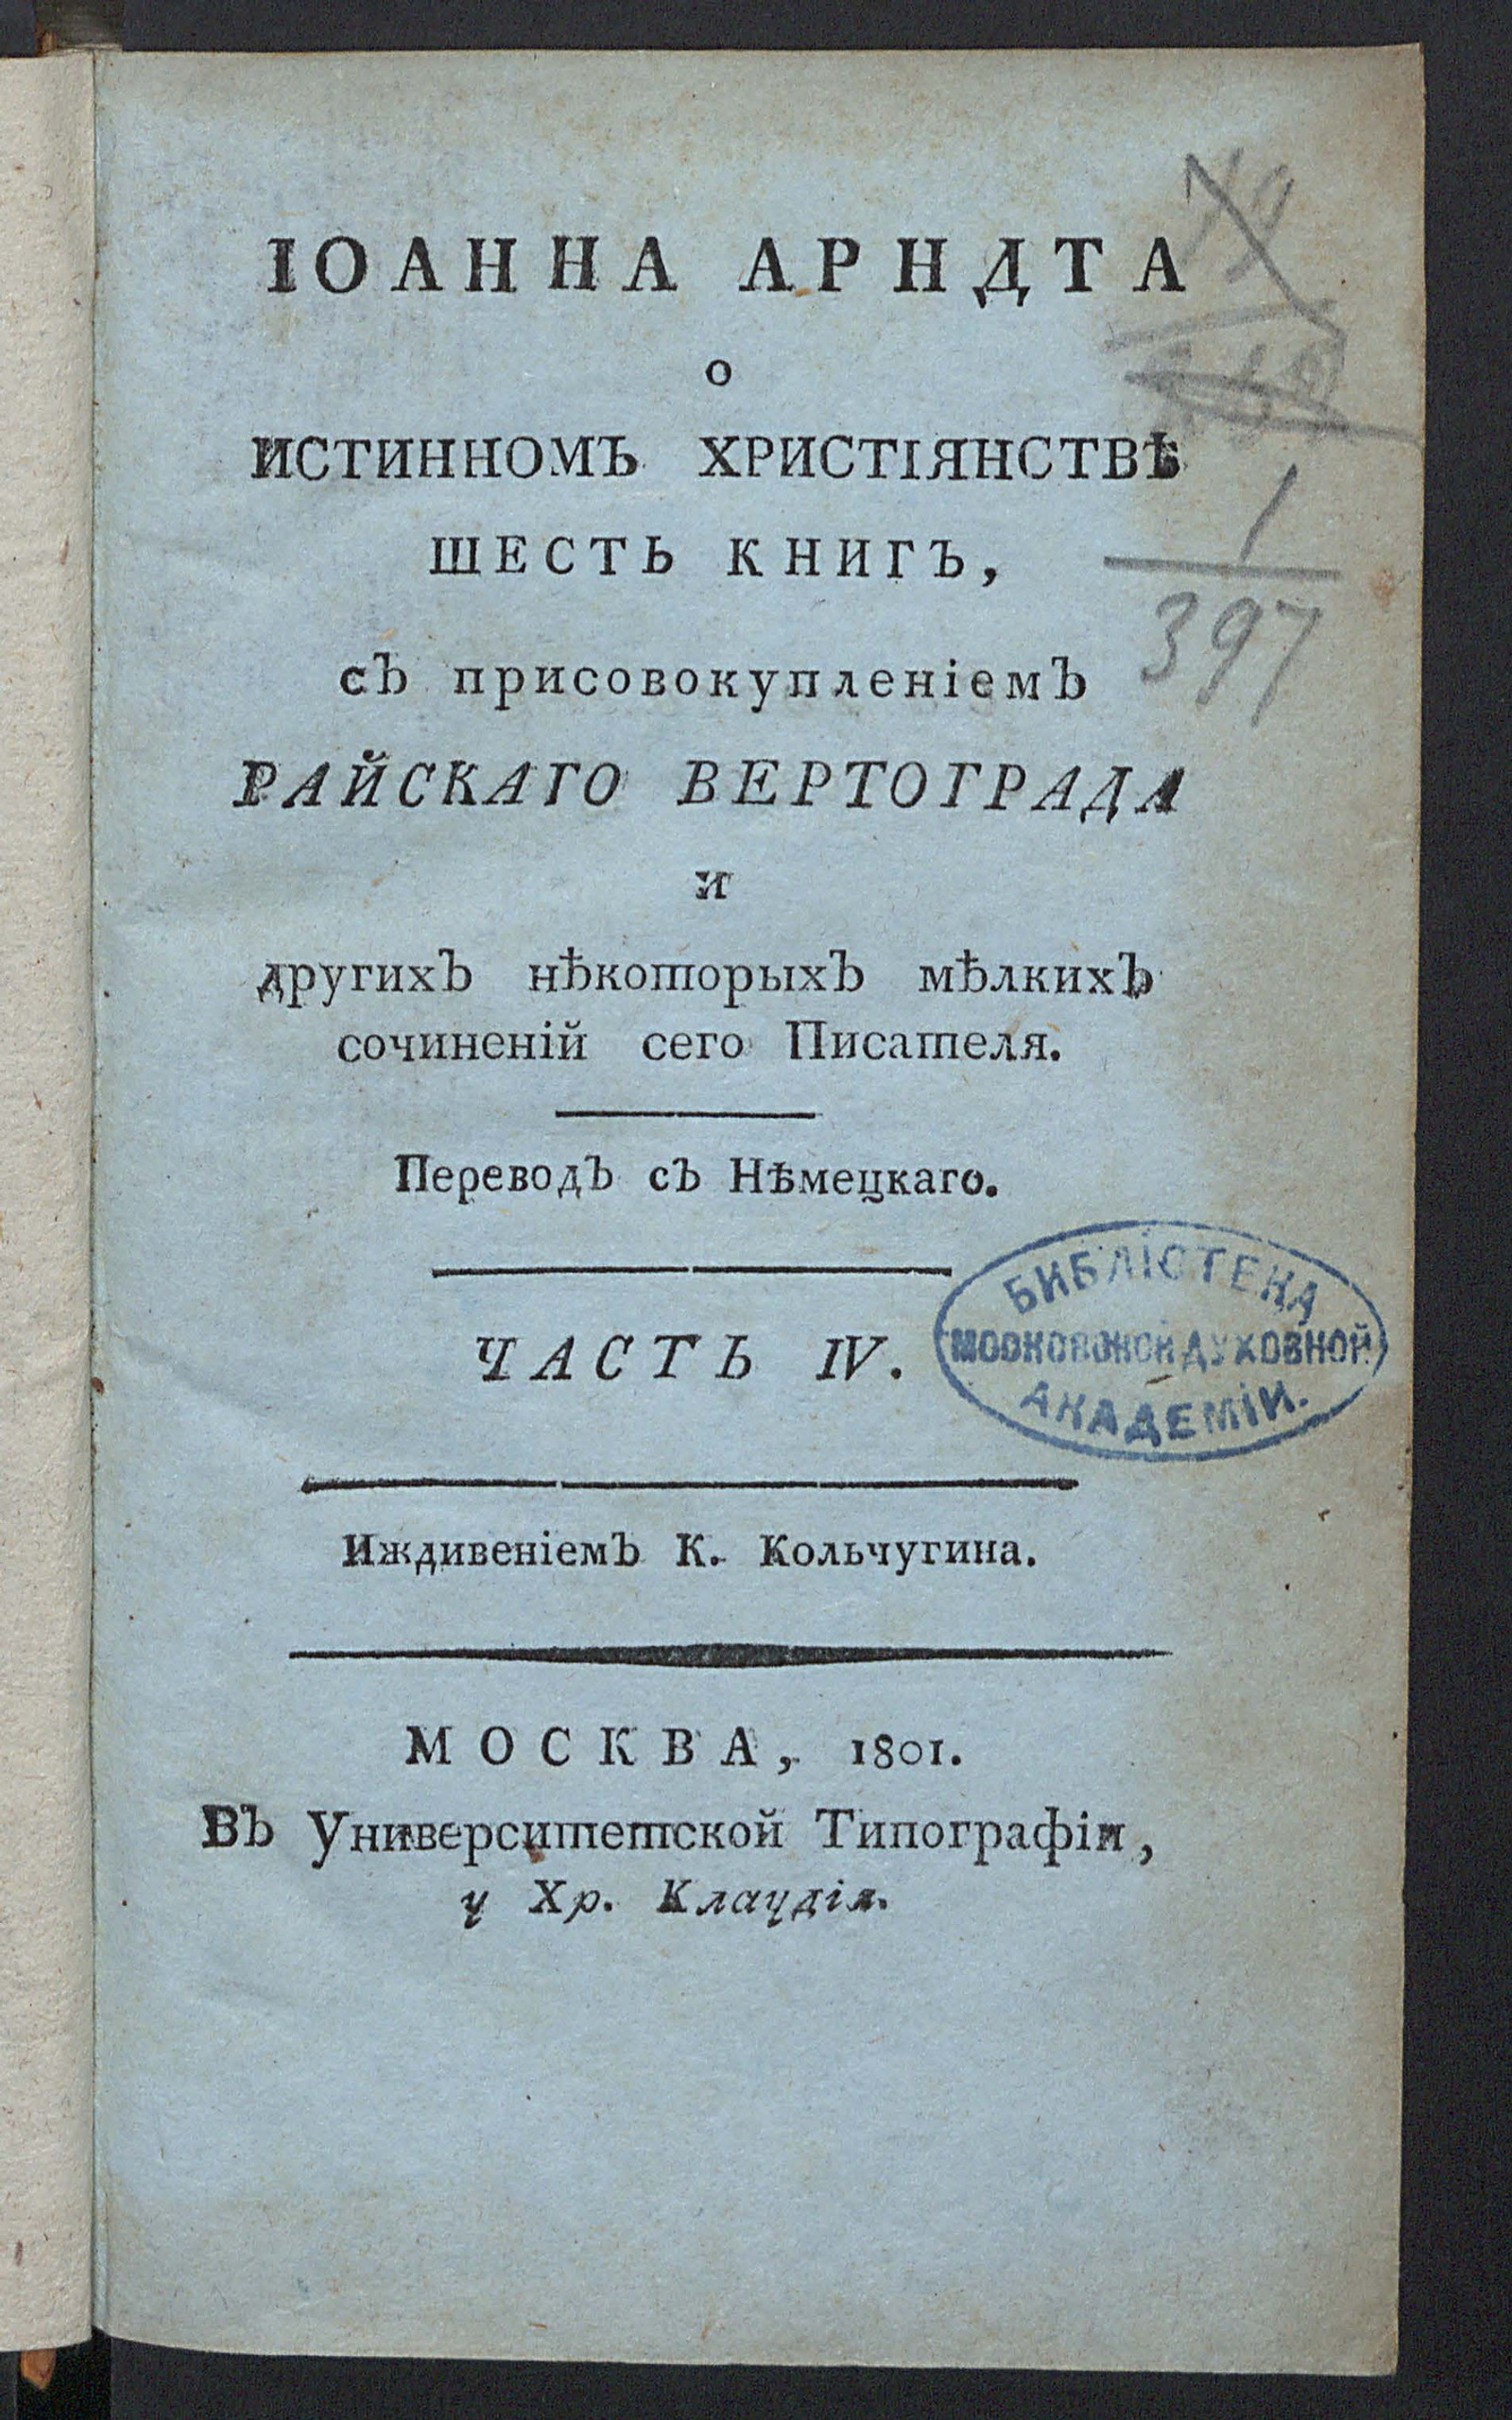 ІОАННА АРНДТА
о
ИСТИННОМЪ ХРИСТІЯНСТВѢ
ШЕСТЬ КНИГЪ,
1
397
съ присовокупленіемъ
РАЙСКАГО ВЕРТОГРАДА
и
другихъ нѣкоторыхъ мѣлкихъ
сочиненій сего Писателя.
Переводъ съ Нѣмецкаго.
ЧАСТЬ IV.
БИБЛІОТЕКА
МОСКОВСКОЙ ДУХОВНОЙ
АКАДЕМІИ.
Иждивеніемъ К. Кольчугина.
МОСКВА, 1801.
Въ Университетской Типографіи,
у Хр. Клаудія.